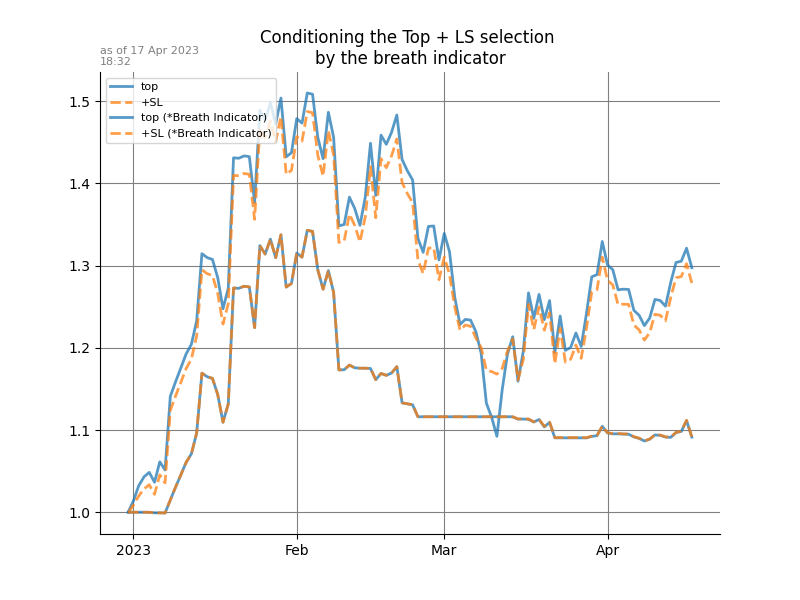 Conditioning the Top + LS selection
by the breath indicator
as of 17 Apr 2023
18:32
top
+SL
top (*Breath Indicator)
+SL (*Breath Indicator)
1.5
1.4
1.3
1.2
1.1
1.0
2023 Feb Mar Apr